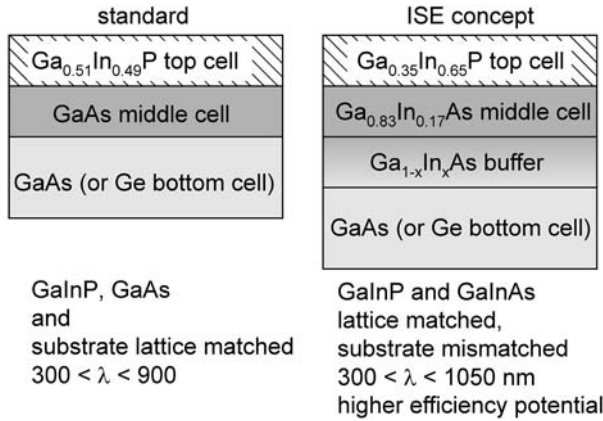 standard
Ga0.51In0.49P top cell
GaAs middle cell
GaAs (or Ge bottom cell)
GaInP, GaAs
and
substrate lattice matched
300 < λ < 900
ISE concept
Ga0.35In0.65P top cell
Ga0.83In0.17As middle cell
Ga1-xInxAs buffer
GaAs (or Ge bottom cell)
GaInP and GaInAs
lattice matched,
substrate mismatched
300 < λ < 1050 nm
higher efficiency potential